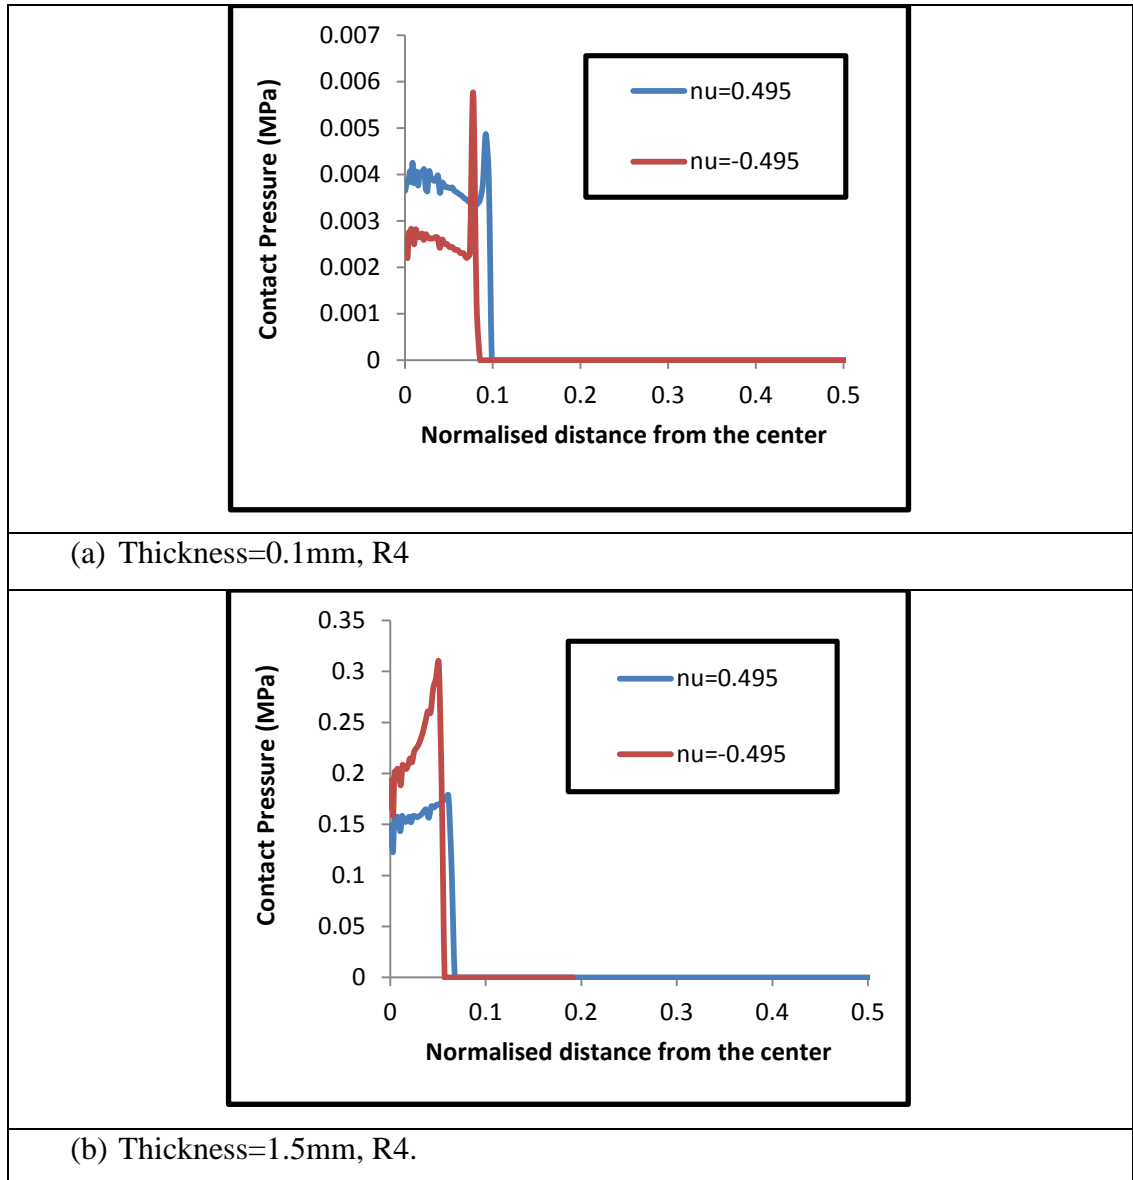 0.007
0.006
0.005
0.004
0.003
0.002
0.001
0
Contact Pressure (MPa)
nu=0.495
nu=-0.495
0 0.1 0.2 0.3 0.4 0.5
Normalised distance from the center
(a) Thickness=0.1mm, R4
0.35
0.3
0.25
0.2
0.15
0.1
0.05
0
Contact Pressure (MPa)
nu=0.495
nu=-0.495
0 0.1 0.2 0.3 0.4 0.5
Normalised distance from the center
(b) Thickness=1.5mm, R4.